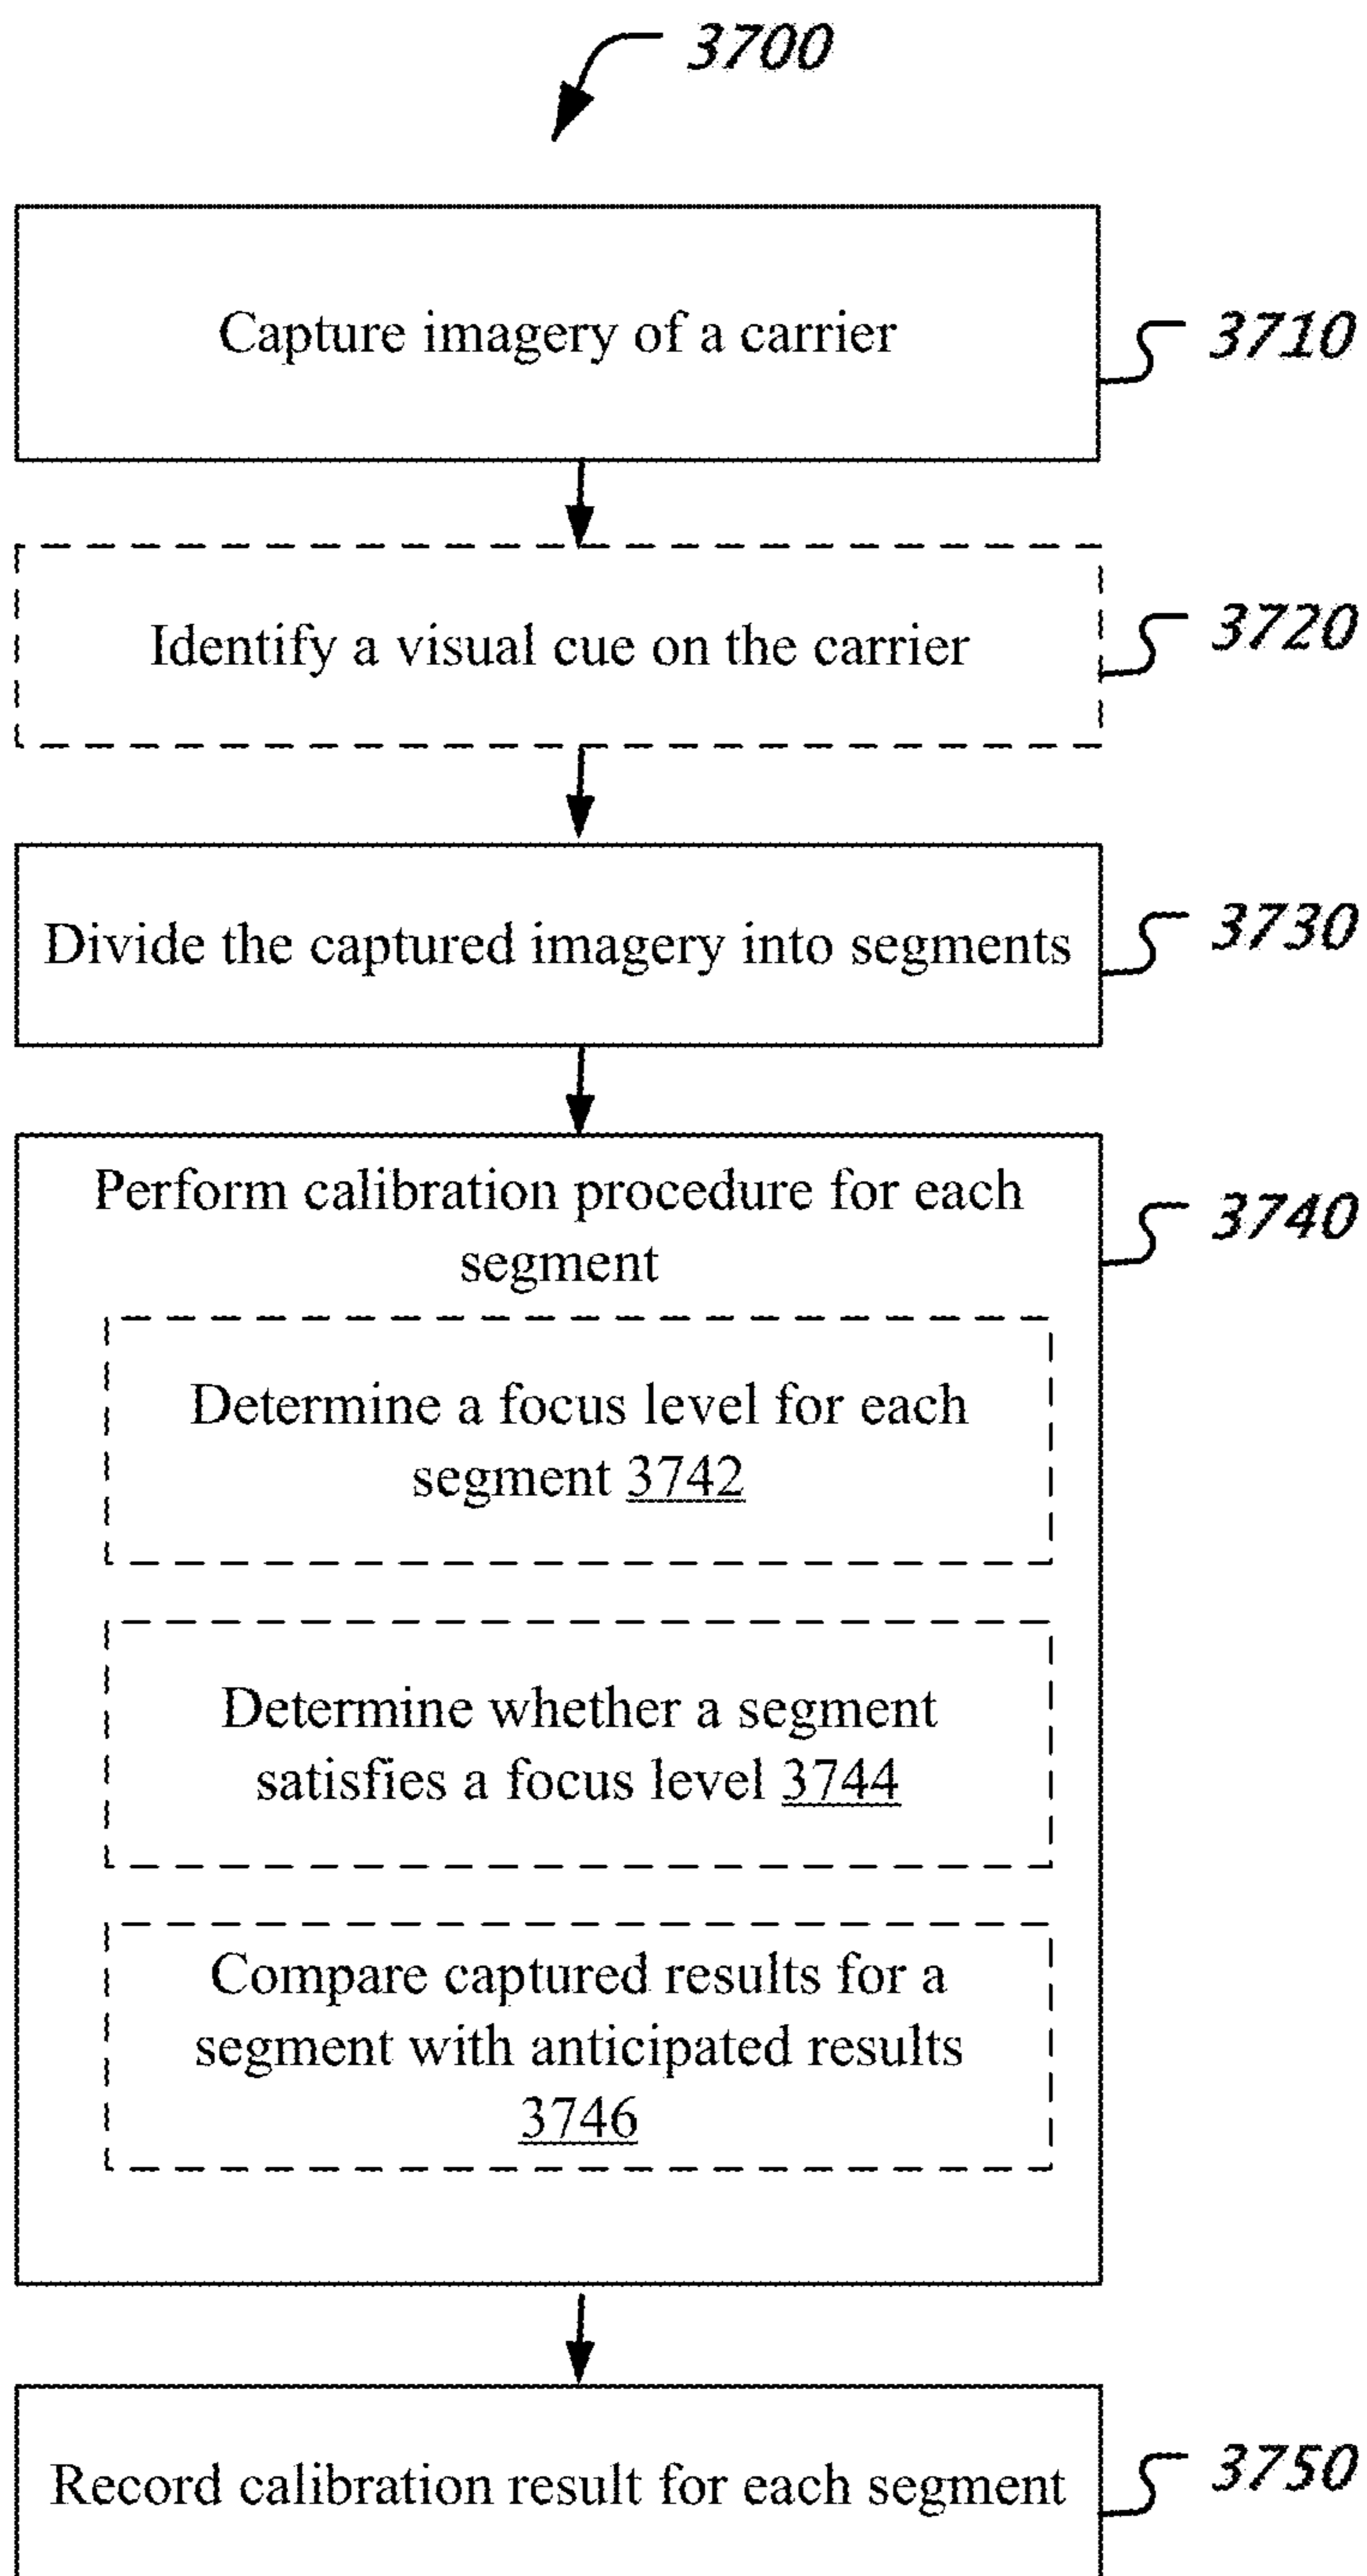 3700
Capture imagery of a carrier
3710
Identify a visual cue on the carrier
3720
Divide the captured imagery into segments
3730
Perform calibration procedure for each
segment
3740
Determine a focus level for each
segment 3742
Determine whether a segment
satisfies a focus level 3744
Compare captured results for a
segment with anticipated results
3746
Record calibration result for each segment
3750